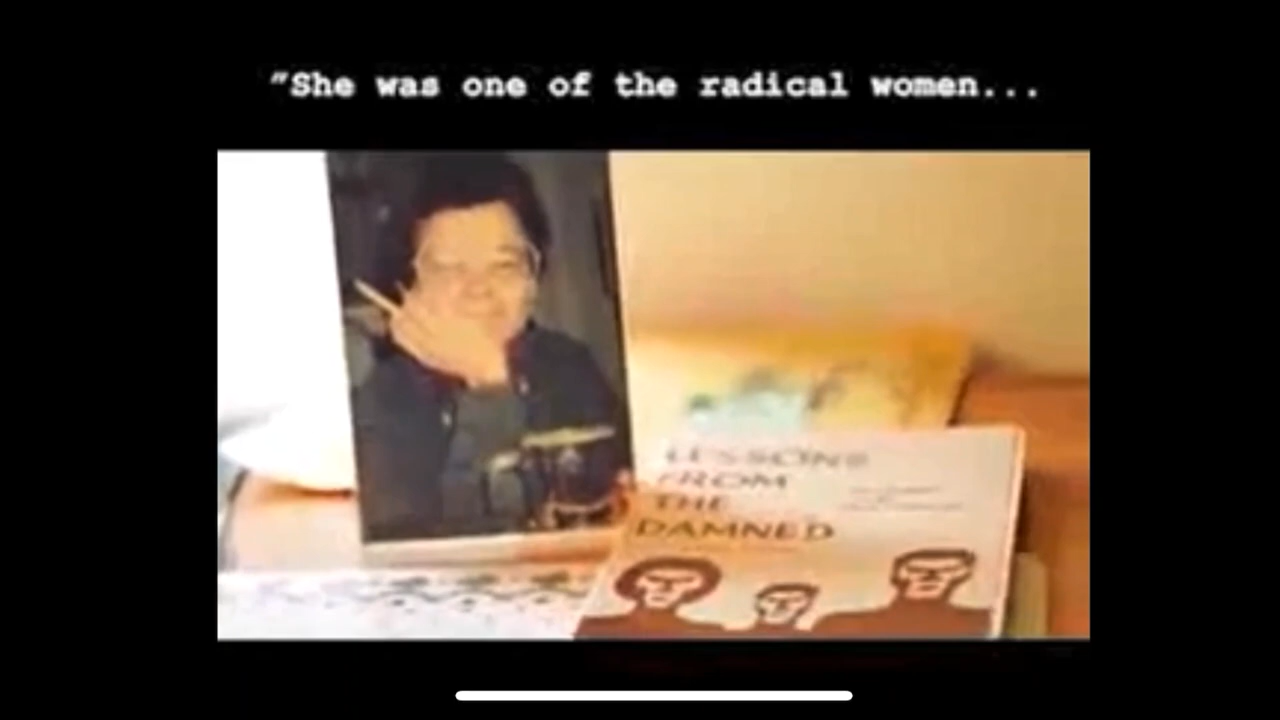 "She was one of the radical women...
LESSONS
FROM
THE
DAMNED